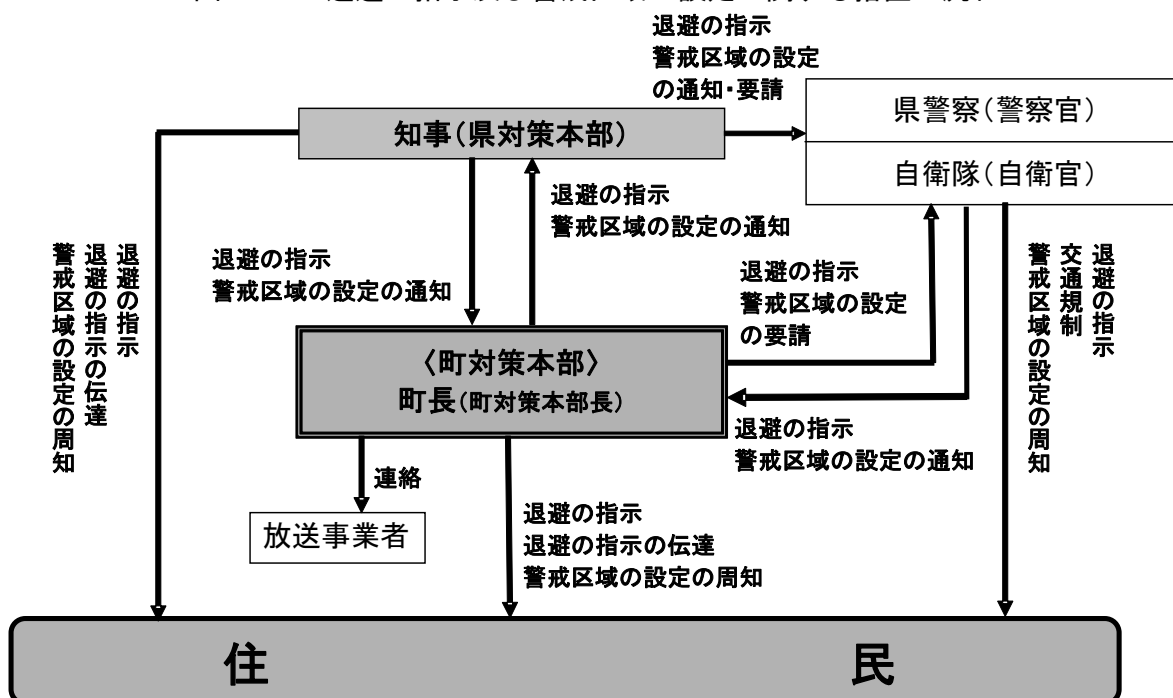 退避の指示
警戒区域の設定
の通知・要請
県警察(警察官)
知事(県対策本部)
自衛隊(自衛官)
退避の指示
警戒区域の設定の通知
退避の指示
警戒区域の設定の通知
退避の指示
退避の指示の伝達
警戒区域の設定の周知
退避の指示
警戒区域の設定
の要請
退避の指示
交通規制
警戒区域の設定の周知
〈町対策本部〉
町長(町対策本部長)
退避の指示
警戒区域の設定の通知
連絡
放送事業者
退避の指示
退避の指示の伝達
警戒区域の設定の周知
住民